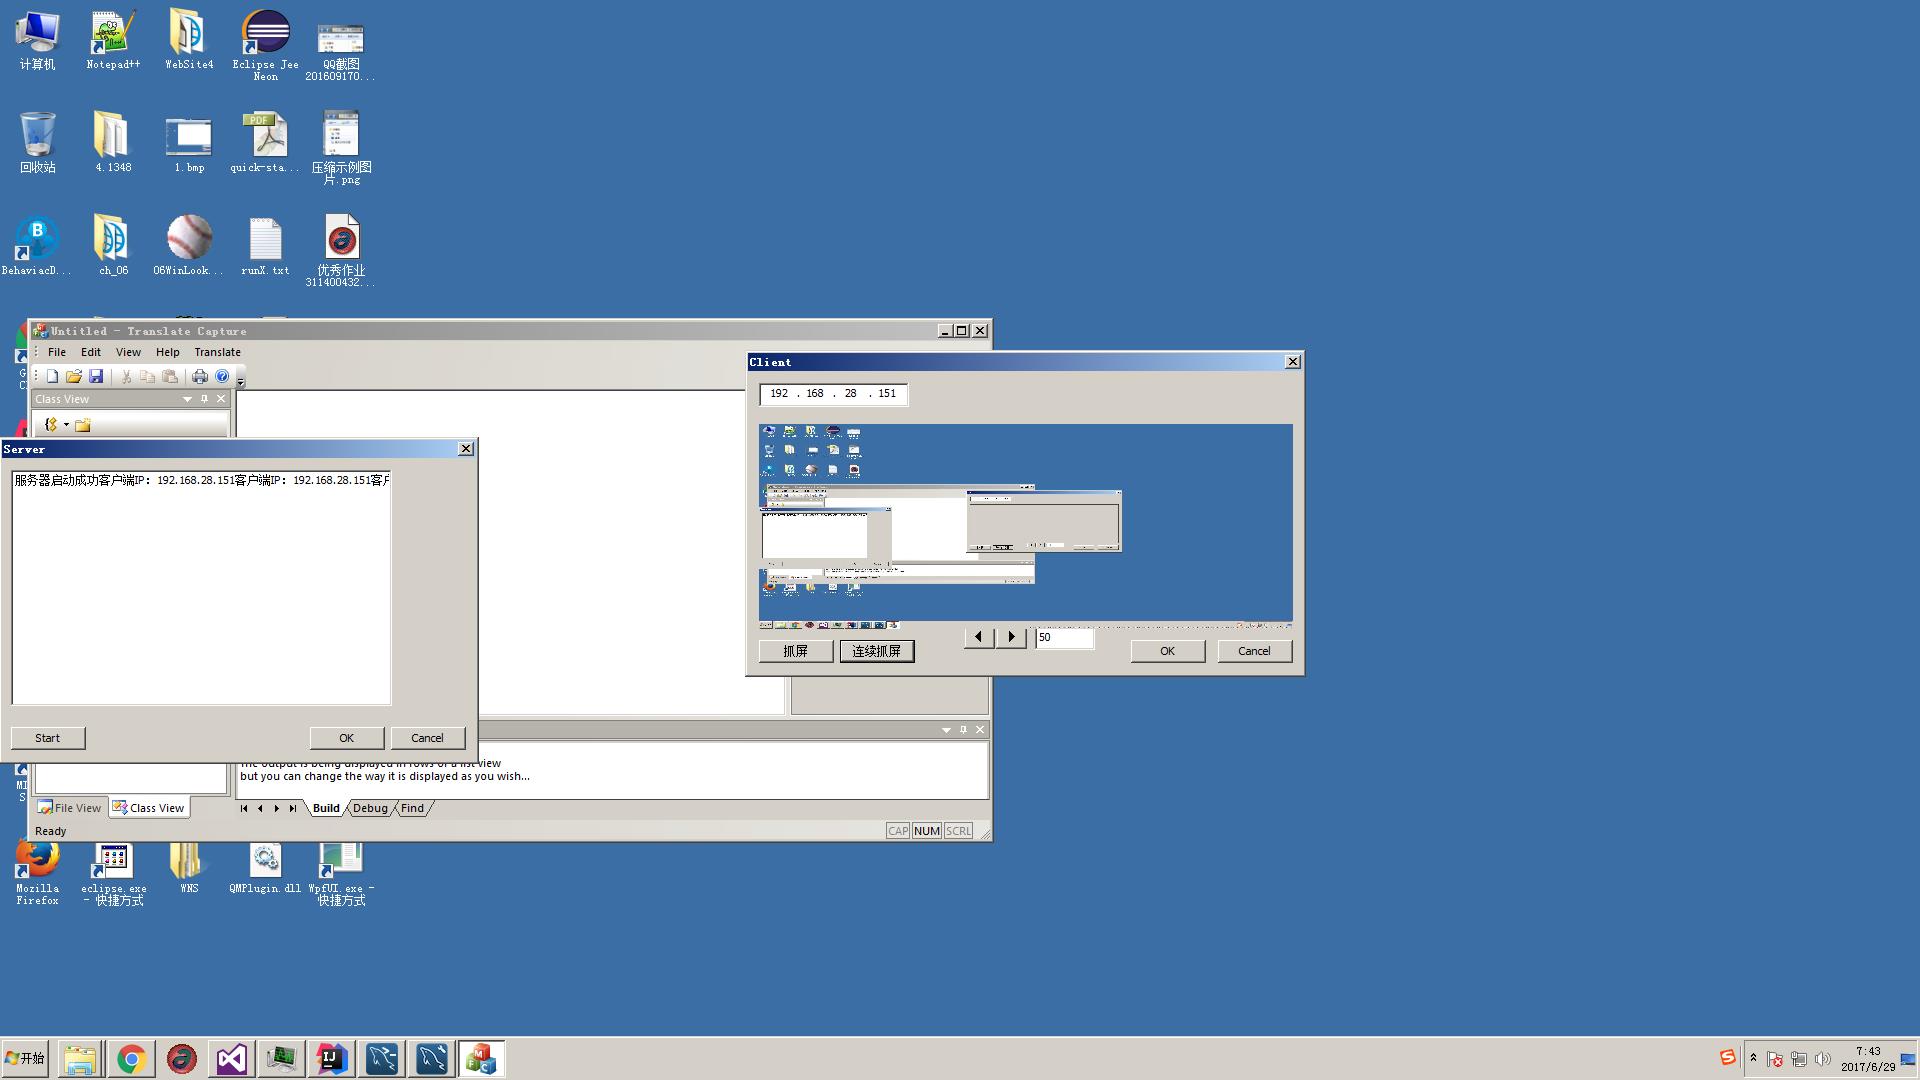 计算机
Notepad++
WebSite4
Eclipse Jee
Neon
QQ截图
201609170...
回收站
4.1348
1.bmp
PDF
quick-sta...
压缩示例图
片.png
BehaviacD...
ch_06
06WinLook...
runX.txt
优秀作业
311400432...
Untitled - Translate Capture
File Edit View Help Translate
Class View
Client
192 . 168 . 28 . 151
抓屏
连续抓屏
50
OK
Cancel
Server
服务器启动成功客户端IP：192.168.28.151客户端IP：192.168.28.151客户
Start
OK
Cancel
The output is being displayed in rows of a list view
but you can change the way it is displayed as you wish...
File View
Class View
Build
Debug
Find
Ready
CAP
NUM
SCRL
Mozilla
Firefox
eclipse.exe
- 快捷方式
WNS
QMPlugin.dll
WpfUI.exe -
快捷方式
开始
7:43
2017/6/29